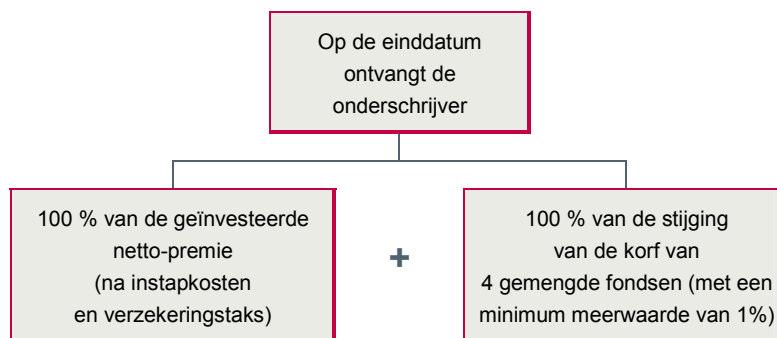 Op de einddatum
ontvangt de
onderschrijver
100 % van de geïnvesteerde
netto-premie
(na instapkosten
en verzekeringstaks)
+
100 % van de stijging
van de korf van
4 gemengde fondsen (met een
minimum meerwaarde van 1%)